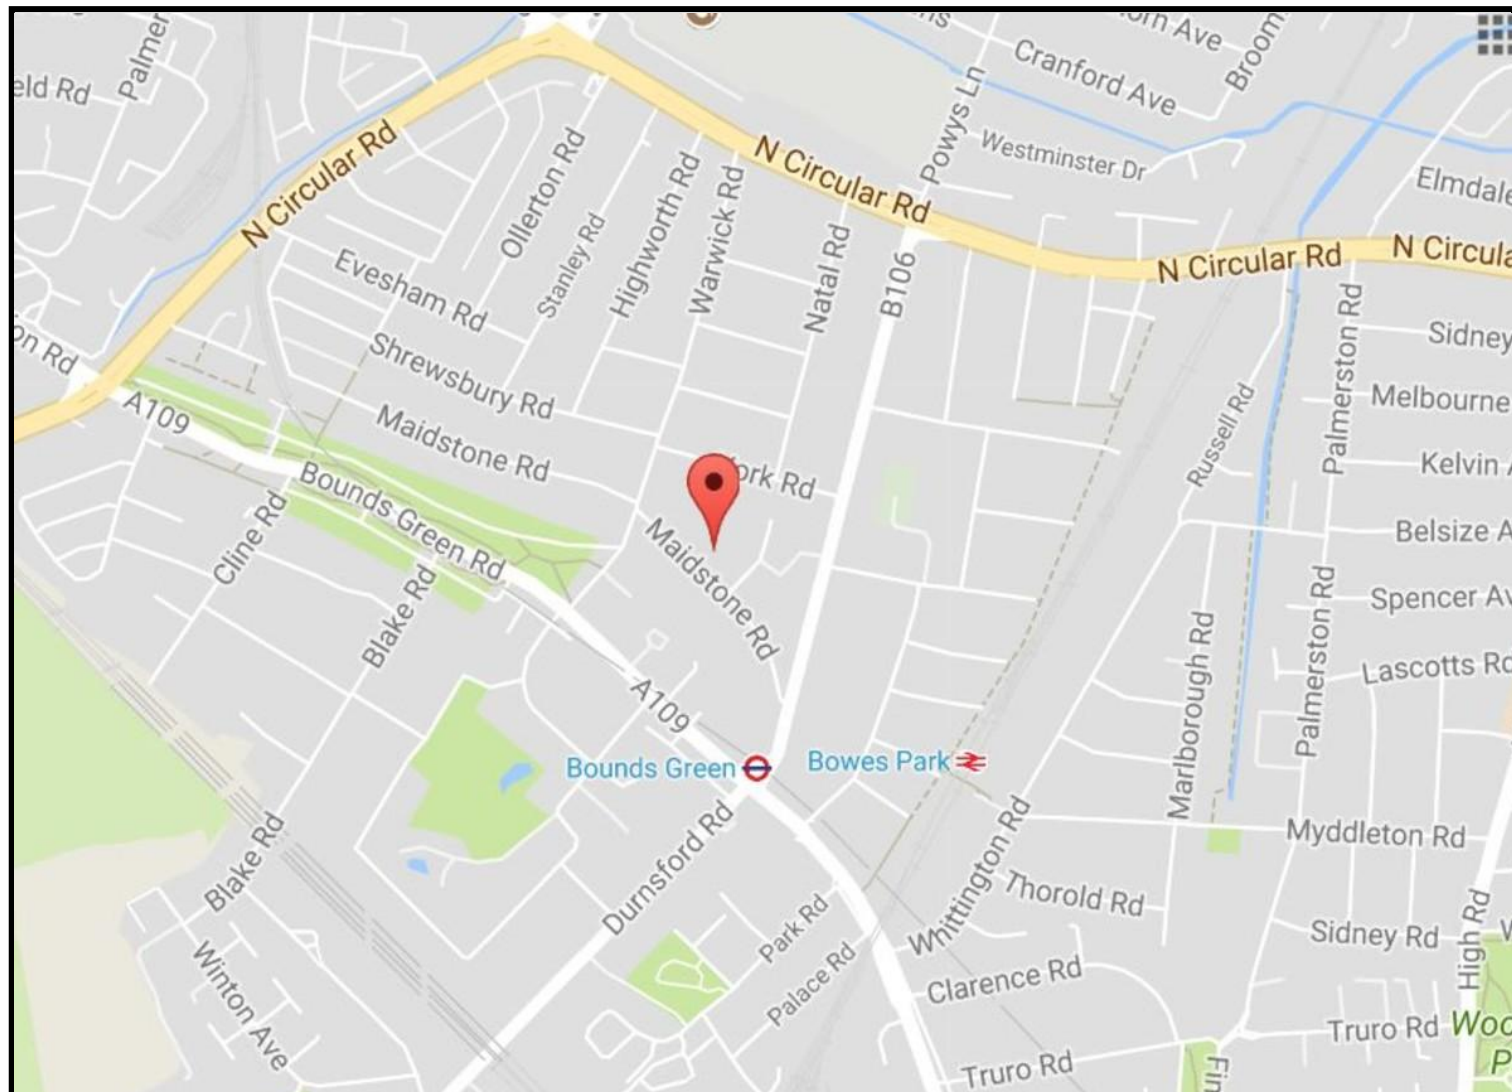 Cranford Ave
Palmer
eld Rd
Powys Ln
Westminster Dr
N Circular Rd
N Circular Rd
Elmdale
Ollerton Rd
Highworth Rd
Warwick Rd
Stanley Rd
Natal Rd
B106
N Circular Rd
N Circula
Evesham Rd
Palmerston Rd
Sidney
on Rd
Shrewsbury Rd
Russell Rd
Melbourne
A109
Maidstone Rd
Kelvin A
ork Rd
Bounds Green Rd
Cline Rd
Maidstone Rd
Belsize A
Blake Rd
Palmerston Rd
Spencer Av
Marlborough Rd
Lascotts Rd
A109
Bounds Green
Bowes Park
Myddleton Rd
Blake Rd
Durnsford Rd
Whittington Rd
Thorold Rd
Park Rd
High Rd
Sidney Rd
W
Winton Ave
Palace Rd
Clarence Rd
Truro Rd
Woo
P
Truro Rd
Fin